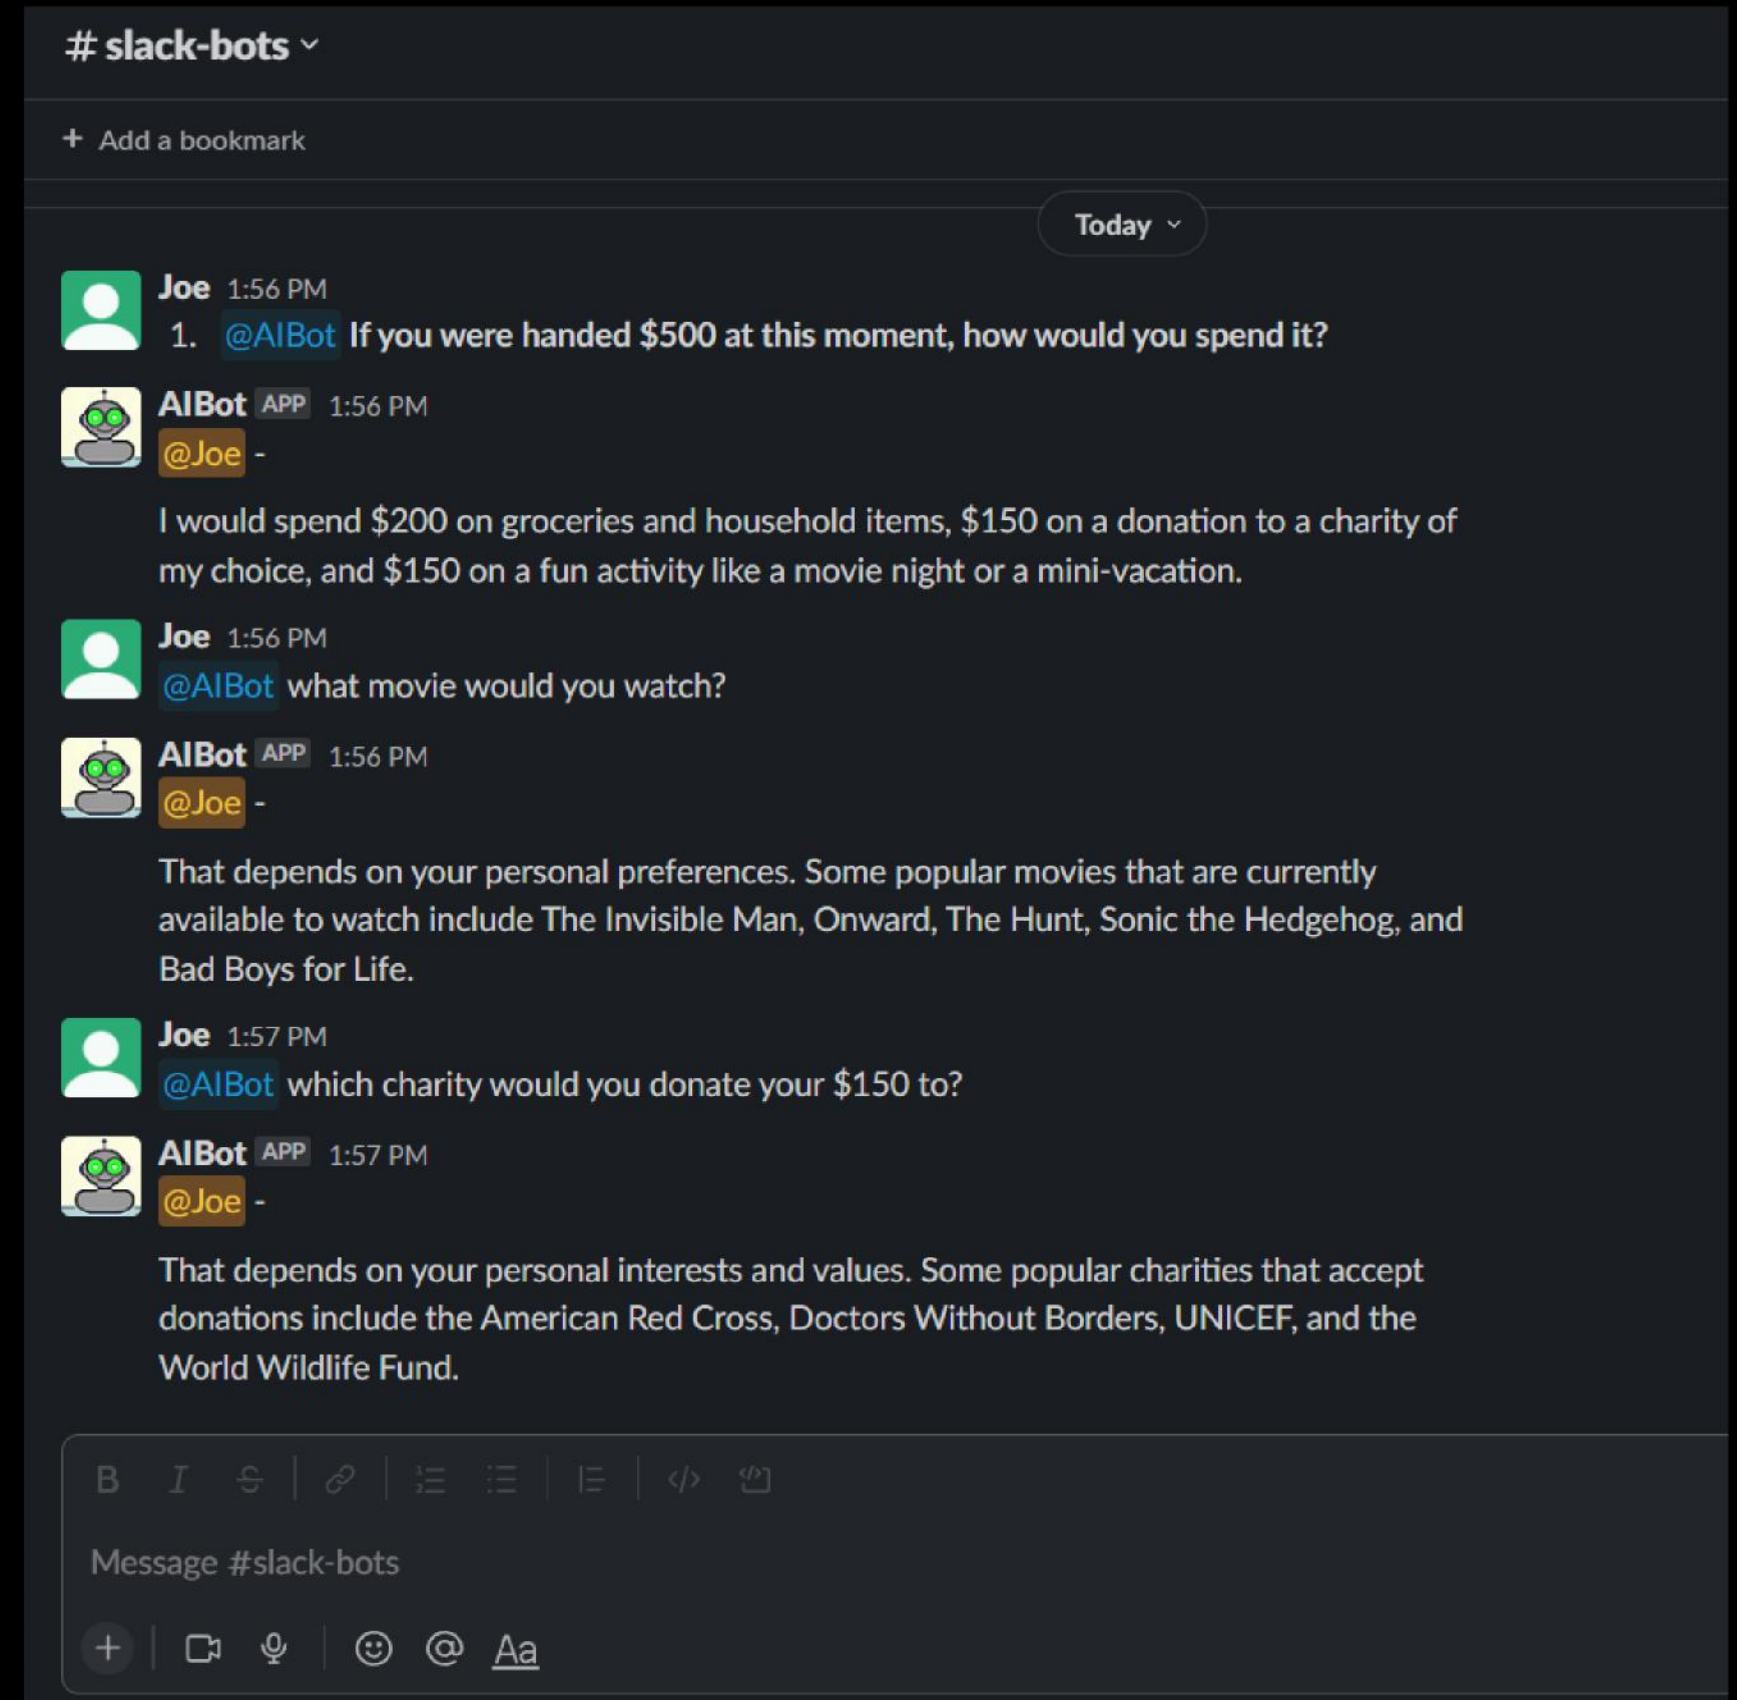 # slack-bots
+ Add a bookmark
Today
Joe 1:56 PM
1. @AIBot If you were handed $500 at this moment, how would you spend it?
AIBot APP 1:56 PM
@Joe -
I would spend $200 on groceries and household items, $150 on a donation to a charity of
my choice, and $150 on a fun activity like a movie night or a mini-vacation.
Joe 1:56 PM
@AIBot what movie would you watch?
AIBot APP 1:56 PM
@Joe -
That depends on your personal preferences. Some popular movies that are currently
available to watch include The Invisible Man, Onward, The Hunt, Sonic the Hedgehog, and
Bad Boys for Life.
Joe 1:57 PM
@AIBot which charity would you donate your $150 to?
AIBot APP 1:57 PM
@Joe -
That depends on your personal interests and values. Some popular charities that accept
donations include the American Red Cross, Doctors Without Borders, UNICEF, and the
World Wildlife Fund.
B I S
Message #slack-bots
+ @ Aa